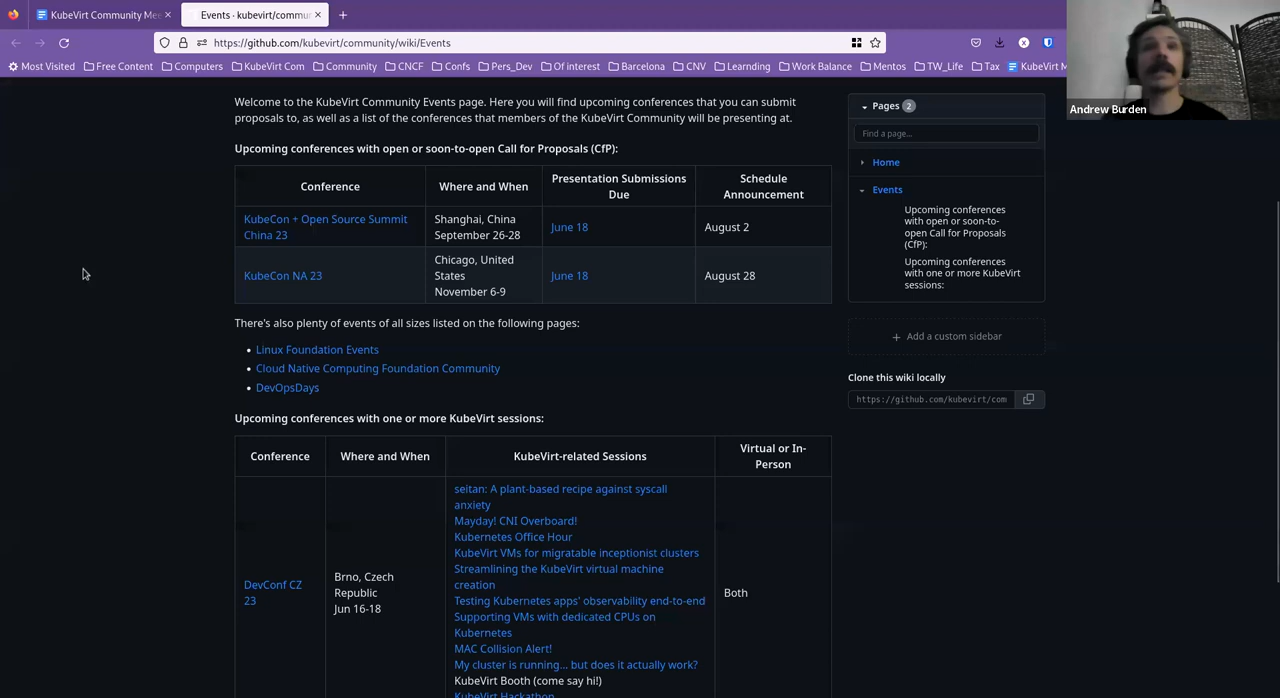 KubeVirt Community Mee
Events · kubevirt/commu
https://github.com/kubevirt/community/wiki/Events
Most Visited
Free Content
Computers
KubeVirt Com
Community
CNCF
Confs
Pers_Dev
Of interest
Barcelona
CNV
Learnding
Work Balance
Mentos
TW_Life
Tax
KubeVirt M
Andrew Burden
Welcome to the KubeVirt Community Events page. Here you will find upcoming conferences that you can submit
proposals to, as well as a list of the conferences that members of the KubeVirt Community will be presenting at.
Upcoming conferences with open or soon-to-open Call for Proposals (CfP):
Conference
Where and When
Presentation Submissions
Due
Schedule
Announcement
KubeCon + Open Source Summit
China 23
Shanghai, China
September 26-28
June 18
August 2
KubeCon NA 23
Chicago, United
States
November 6-9
June 18
August 28
There's also plenty of events of all sizes listed on the following pages:
Linux Foundation Events
Cloud Native Computing Foundation Community
DevOpsDays
Upcoming conferences with one or more KubeVirt sessions:
Conference
Where and When
KubeVirt-related Sessions
Virtual or In-
Person
DevConf CZ
23
Brno, Czech
Republic
Jun 16-18
seitan: A plant-based recipe against syscall
anxiety
Mayday! CNI Overboard!
Kubernetes Office Hour
KubeVirt VMs for migratable inceptionist clusters
Streamlining the KubeVirt virtual machine
creation
Testing Kubernetes apps' observability end-to-end
Supporting VMs with dedicated CPUs on
Kubernetes
MAC Collision Alert!
My cluster is running... but does it actually work?
KubeVirt Booth (come say hi!)
KubeVirt Hackathon
Both
Pages 2
Find a page...
Home
Events
Upcoming conferences
with open or soon-to-
open Call for Proposals
(CfP):
Upcoming conferences
with one or more KubeVirt
sessions:
Add a custom sidebar
Clone this wiki locally
https://github.com/kubevirt/com